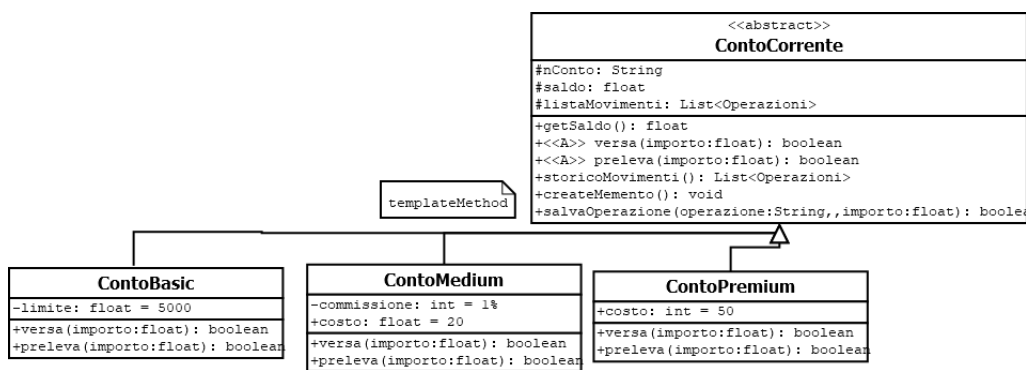 <<abstract>>
ContoCorrente
#nConto: String
#saldo: float
#listaMovimenti: List<Operazioni>
+getSaldo(): float
+<<A>> versa(importo:float): boolean
+<<A>> preleva(importo:float): boolean
+storicoMovimenti(): List<Operazioni>
+createMemento(): void
+salvaOperazione(operazione:String,,importo:float): boolea
templateMethod
ContoBasic
-limite: float = 5000
+versa(importo:float): boolean
+preleva(importo:float): boolean
ContoMedium
-commissione: int = 1%
+costo: float = 20
+versa(importo:float): boolean
+preleva(importo:float): boolean
ContoPremium
+costo: int = 50
+versa(importo:float): boolean
+preleva(importo:float): boolean